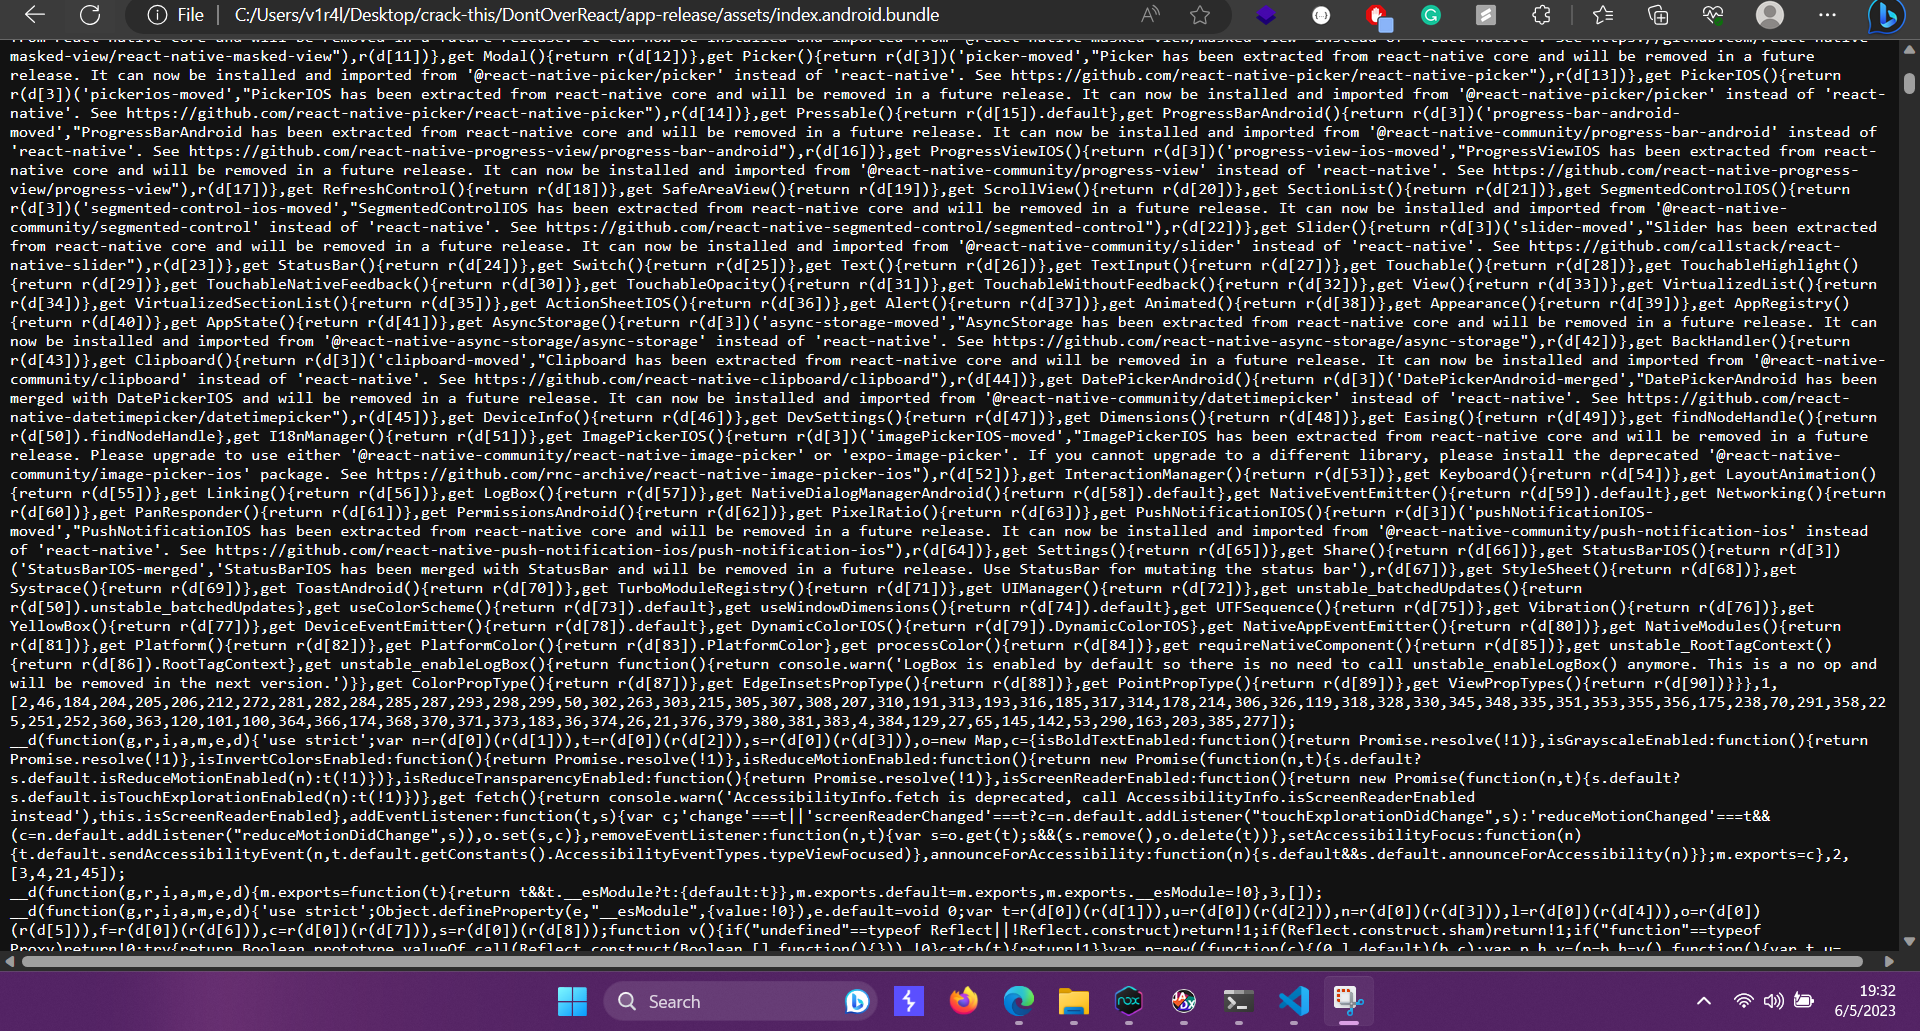 File
C:/Users/v1r4l/Desktop/crack-this/DontOverReact/app-release/assets/index.android.bundle
masked-view/react-native-masked-view"),r(d[11])},get Modal(){return r(d[12])},get Picker(){return r(d[3])('picker-moved',"Picker has been extracted from react-native core and will be removed in a future
release. It can now be installed and imported from '@react-native-picker/picker' instead of 'react-native'. See https://github.com/react-native-picker/react-native-picker"),r(d[13])},get PickerIOS(){return
r(d[3])('pickerios-moved',"PickerIOS has been extracted from react-native core and will be removed in a future release. It can now be installed and imported from '@react-native-picker/picker' instead of 'react-
native'. See https://github.com/react-native-picker/react-native-picker"),r(d[14])},get Pressable(){return r(d[15]).default},get ProgressBarAndroid(){return r(d[3])('progress-bar-android-
moved',"ProgressBarAndroid has been extracted from react-native core and will be removed in a future release. It can now be installed and imported from '@react-native-community/progress-bar-android' instead of
'react-native'. See https://github.com/react-native-progress-view/progress-bar-android"),r(d[16])},get ProgressViewIOS(){return r(d[3])('progress-view-ios-moved',"ProgressViewIOS has been extracted from react-
native core and will be removed in a future release. It can now be installed and imported from '@react-native-community/progress-view' instead of 'react-native'. See https://github.com/react-native-progress-
view/progress-view"),r(d[17])},get RefreshControl(){return r(d[18])},get SafeAreaView(){return r(d[19])},get ScrollView(){return r(d[20])},get SectionList(){return r(d[21])},get SegmentedControlIOS(){return
r(d[3])('segmented-control-ios-moved',"SegmentedControlIOS has been extracted from react-native core and will be removed in a future release. It can now be installed and imported from '@react-native-
community/segmented-control' instead of 'react-native'. See https://github.com/react-native-segmented-control/segmented-control"),r(d[22])},get Slider(){return r(d[3])('slider-moved',"Slider has been extracted
from react-native core and will be removed in a future release. It can now be installed and imported from '@react-native-community/slider' instead of 'react-native'. See https://github.com/callstack/react-
native-slider"),r(d[23])},get StatusBar(){return r(d[24])},get Switch(){return r(d[25])},get Text(){return r(d[26])},get TextInput(){return r(d[27])},get Touchable(){return r(d[28])},get TouchableHighlight()
{return r(d[29])},get TouchableNativeFeedback(){return r(d[30])},get TouchableOpacity(){return r(d[31])},get TouchableWithoutFeedback(){return r(d[32])},get View(){return r(d[33])},get VirtualizedList(){return
r(d[34])},get VirtualizedSectionList(){return r(d[35])},get ActionSheetIOS(){return r(d[36])},get Alert(){return r(d[37])},get Animated(){return r(d[38])},get Appearance(){return r(d[39])},get AppRegistry()
{return r(d[40])},get AppState(){return r(d[41])},get AsyncStorage(){return r(d[3])('async-storage-moved',"AsyncStorage has been extracted from react-native core and will be removed in a future release. It can
now be installed and imported from '@react-native-async-storage/async-storage' instead of 'react-native'. See https://github.com/react-native-async-storage/async-storage"),r(d[42])},get BackHandler(){return
r(d[43])},get Clipboard(){return r(d[3])('clipboard-moved',"Clipboard has been extracted from react-native core and will be removed in a future release. It can now be installed and imported from '@react-native-
community/clipboard' instead of 'react-native'. See https://github.com/react-native-clipboard/clipboard"),r(d[44])},get DatePickerAndroid(){return r(d[3])('DatePickerAndroid-merged',"DatePickerAndroid has been
merged with DatePickerIOS and will be removed in a future release. It can now be installed and imported from '@react-native-community/datetimepicker' instead of 'react-native'. See https://github.com/react-
native-datetimepicker/datetimepicker"),r(d[45])},get DeviceInfo(){return r(d[46])},get DevSettings(){return r(d[47])},get Dimensions(){return r(d[48])},get Easing(){return r(d[49])},get findNodeHandle(){return
r(d[50]).findNodeHandle},get I18nManager(){return r(d[51])},get ImagePickerIOS(){return r(d[3])('imagePickerIOS-moved',"ImagePickerIOS has been extracted from react-native core and will be removed in a future
release. Please upgrade to use either '@react-native-community/react-native-image-picker' or 'expo-image-picker'. If you cannot upgrade to a different library, please install the deprecated '@react-native-
community/image-picker-ios' package. See https://github.com/rnc-archive/react-native-image-picker-ios"),r(d[52])},get InteractionManager(){return r(d[53])},get Keyboard(){return r(d[54])},get LayoutAnimation()
{return r(d[55])},get Linking(){return r(d[56])},get LogBox(){return r(d[57])},get NativeDialogManagerAndroid(){return r(d[58]).default},get NativeEventEmitter(){return r(d[59]).default},get Networking(){return
r(d[60])},get PanResponder(){return r(d[61])},get PermissionsAndroid(){return r(d[62])},get PixelRatio(){return r(d[63])},get PushNotificationIOS(){return r(d[3])('pushNotificationIOS-
moved',"PushNotificationIOS has been extracted from react-native core and will be removed in a future release. It can now be installed and imported from '@react-native-community/push-notification-ios' instead
of 'react-native'. See https://github.com/react-native-push-notification-ios/push-notification-ios"),r(d[64])},get Settings(){return r(d[65])},get Share(){return r(d[66])},get StatusBarIOS(){return r(d[3])
('StatusBarIOS-merged','StatusBarIOS has been merged with StatusBar and will be removed in a future release. Use StatusBar for mutating the status bar'),r(d[67])},get StyleSheet(){return r(d[68])},get
Systrace(){return r(d[69])},get ToastAndroid(){return r(d[70])},get TurboModuleRegistry(){return r(d[71])},get UIManager(){return r(d[72])},get unstable_batchedUpdates(){return
r(d[50]).unstable_batchedUpdates},get useColorScheme(){return r(d[73]).default},get useWindowDimensions(){return r(d[74]).default},get UTFSequence(){return r(d[75])},get Vibration(){return r(d[76])},get
YellowBox(){return r(d[77])},get DeviceEventEmitter(){return r(d[78]).default},get DynamicColorIOS(){return r(d[79]).DynamicColorIOS},get NativeAppEventEmitter(){return r(d[80])},get NativeModules(){return
r(d[81])},get Platform(){return r(d[82])},get PlatformColor(){return r(d[83]).PlatformColor},get processColor(){return r(d[84])},get requireNativeComponent(){return r(d[85])},get unstable_RootTagContext()
{return r(d[86]).RootTagContext},get unstable_enableLogBox(){return function(){return console.warn('LogBox is enabled by default so there is no need to call unstable_enableLogBox() anymore. This is a no op and
will be removed in the next version.')}},get ColorPropType(){return r(d[87])},get EdgeInsetsPropType(){return r(d[88])},get PointPropType(){return r(d[89])},get ViewPropTypes(){return r(d[90])}}},1,
[2,46,184,204,205,206,212,272,281,282,284,285,287,293,298,299,50,302,263,303,215,305,307,308,207,310,191,313,193,316,185,317,314,178,214,306,326,119,318,328,330,345,348,335,351,353,355,356,175,238,70,291,358,22
5,251,252,360,363,120,101,100,364,366,174,368,370,371,373,183,36,374,26,21,376,379,380,381,383,4,384,129,27,65,145,142,53,290,163,203,385,277]);
__d(function(g,r,i,a,m,e,d){'use strict';var n=r(d[0])(r(d[1])),t=r(d[0])(r(d[2])),s=r(d[0])(r(d[3])),o=new Map,c={isBoldTextEnabled:function(){return Promise.resolve(!1)},isGrayscaleEnabled:function(){return
Promise.resolve(!1)},isInvertColorsEnabled:function(){return Promise.resolve(!1)},isReduceMotionEnabled:function(){return new Promise(function(n,t){s.default?
s.default.isReduceMotionEnabled(n):t(!1)})},isReduceTransparencyEnabled:function(){return Promise.resolve(!1)},isScreenReaderEnabled:function(){return new Promise(function(n,t){s.default?
s.default.isTouchExplorationEnabled(n):t(!1)})},get fetch(){return console.warn('AccessibilityInfo.fetch is deprecated, call AccessibilityInfo.isScreenReaderEnabled
instead'),this.isScreenReaderEnabled},addEventListener:function(t,s){var c;'change'===t||'screenReaderChanged'===t?c=n.default.addListener("touchExplorationDidChange",s):'reduceMotionChanged'===t&&
(c=n.default.addListener("reduceMotionDidChange",s)),o.set(s,c)},removeEventListener:function(n,t){var s=o.get(t);s&&(s.remove(),o.delete(t))},setAccessibilityFocus:function(n)
{t.default.sendAccessibilityEvent(n,t.default.getConstants().AccessibilityEventTypes.typeViewFocused)},announceForAccessibility:function(n){s.default&&s.default.announceForAccessibility(n)}};m.exports=c},2,
[3,4,21,45]);
__d(function(g,r,i,a,m,e,d){m.exports=function(t){return t&&t.__esModule?t:{default:t}},m.exports.default=m.exports,m.exports.__esModule=!0},3,[]);
__d(function(g,r,i,a,m,e,d){'use strict';Object.defineProperty(e,"__esModule",{value:!0}),e.default=void 0;var t=r(d[0])(r(d[1])),u=r(d[0])(r(d[2])),n=r(d[0])(r(d[3])),l=r(d[0])(r(d[4])),o=r(d[0])
(r(d[5])),f=r(d[0])(r(d[6])),c=r(d[0])(r(d[7])),s=r(d[0])(r(d[8]));function v(){if("undefined"==typeof Reflect||!Reflect.construct)return!1;if(Reflect.construct.sham)return!1;if("function"==typeof
Search
19:32
6/5/2023